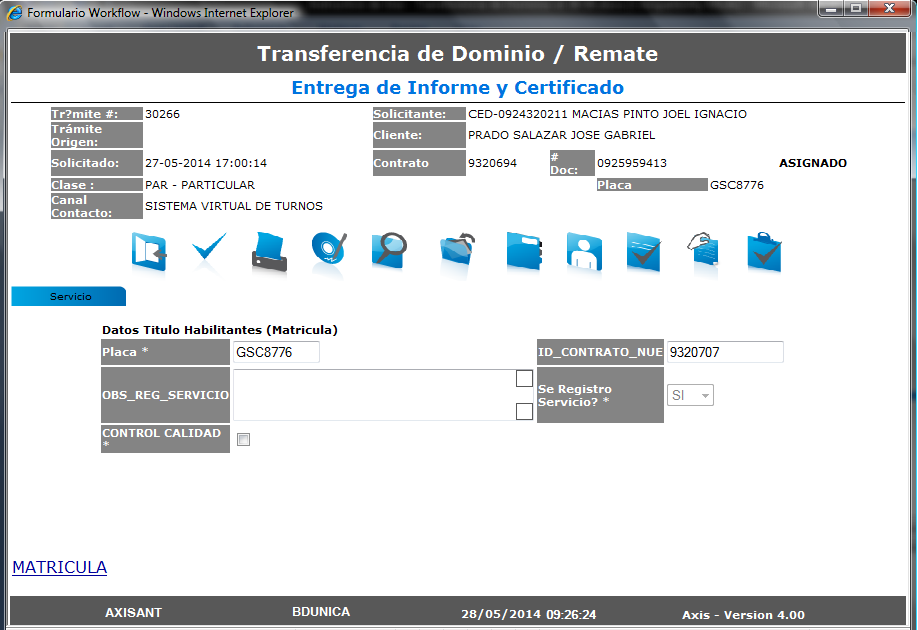 Formulario Workflow - Windows Internet Explorer
Transferencia de Dominio / Remate
Entrega de Informe y Certificado
Tr?mite #: 30266 Solicitante: CED-0924320211 MACIAS PINTO JOEL IGNACIO
Trámite Origen: Cliente: PRADO SALAZAR JOSE GABRIEL
Solicitado: 27-05-2014 17:00:14 Contrato 9320694 # Doc: 0925959413 ASIGNADO
Clase : PAR - PARTICULAR Placa GSC8776
Canal Contacto: SISTEMA VIRTUAL DE TURNOS
Servicio
Datos Titulo Habilitantes (Matricula)
Placa * GSC8776 ID_CONTRATO_NUE 9320707
OBS_REG_SERVICIO Se Registro Servicio? * SI
CONTROL CALIDAD *
MATRICULA
AXISANT BDUNICA 28/05/2014 09:26:24 Axis - Version 4.00